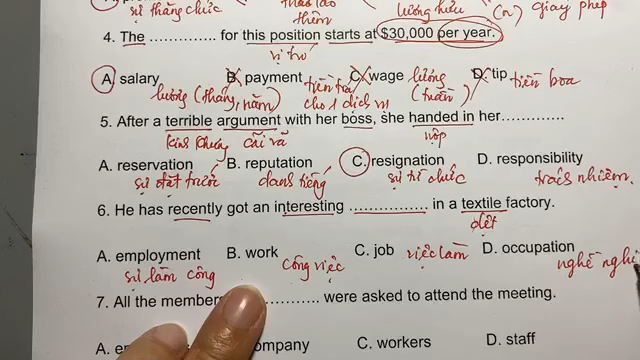 sự thăng chức thêm lương hưu (n) giấy phép
4. The ................ for this position starts at $30,000 per year.
vị trí
A. salary B. payment C. wage D. tip
lương (tháng, năm) tiền trả cho 1 dịch lương (tuần) tiền boa
5. After a terrible argument with her boss, she handed in her............
kinh khủng cãi vã nộp
A. reservation B. reputation C. resignation D. responsibility
sự đặt trước danh tiếng sự từ chức trách nhiệm
6. He has recently got an interesting ................ in a textile factory.
dệt
A. employment B. work C. job D. occupation
sự làm công công việc việc làm nghề
7. All the member ............ were asked to attend the meeting.
A. ompany C. workers D. staff